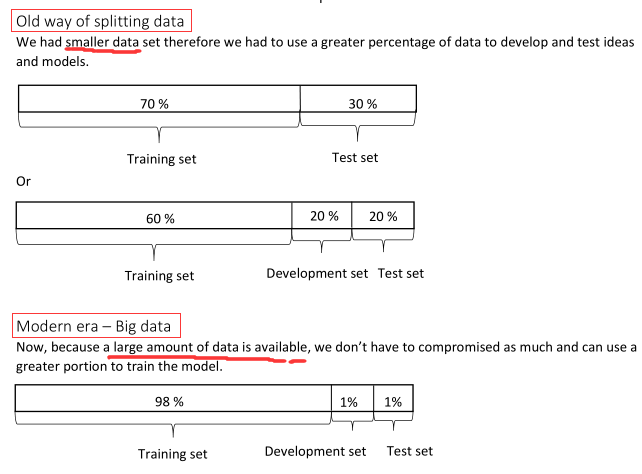 Old way of splitting data
We had smaller data set therefore we had to use a greater percentage of data to develop and test ideas
and models.
70 % 30 %
Training set Test set
Or
60 % 20 % 20 %
Training set Development set Test set
Modern era – Big data
Now, because a large amount of data is available, we don’t have to compromised as much and can use a
greater portion to train the model.
98 % 1% 1%
Training set Development set Test set